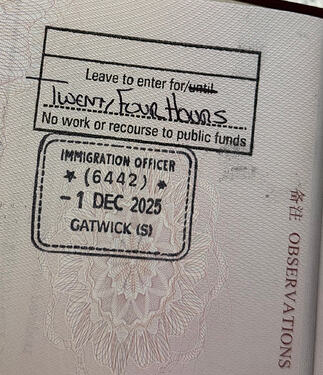 Leave to enter for/until
TWENTY FOUR HOURS
No work or recourse to public funds
IMMIGRATION OFFICER
* (6442) *
- 1 DEC 2025
GATWICK (S)
备注 OBSERVATIONS